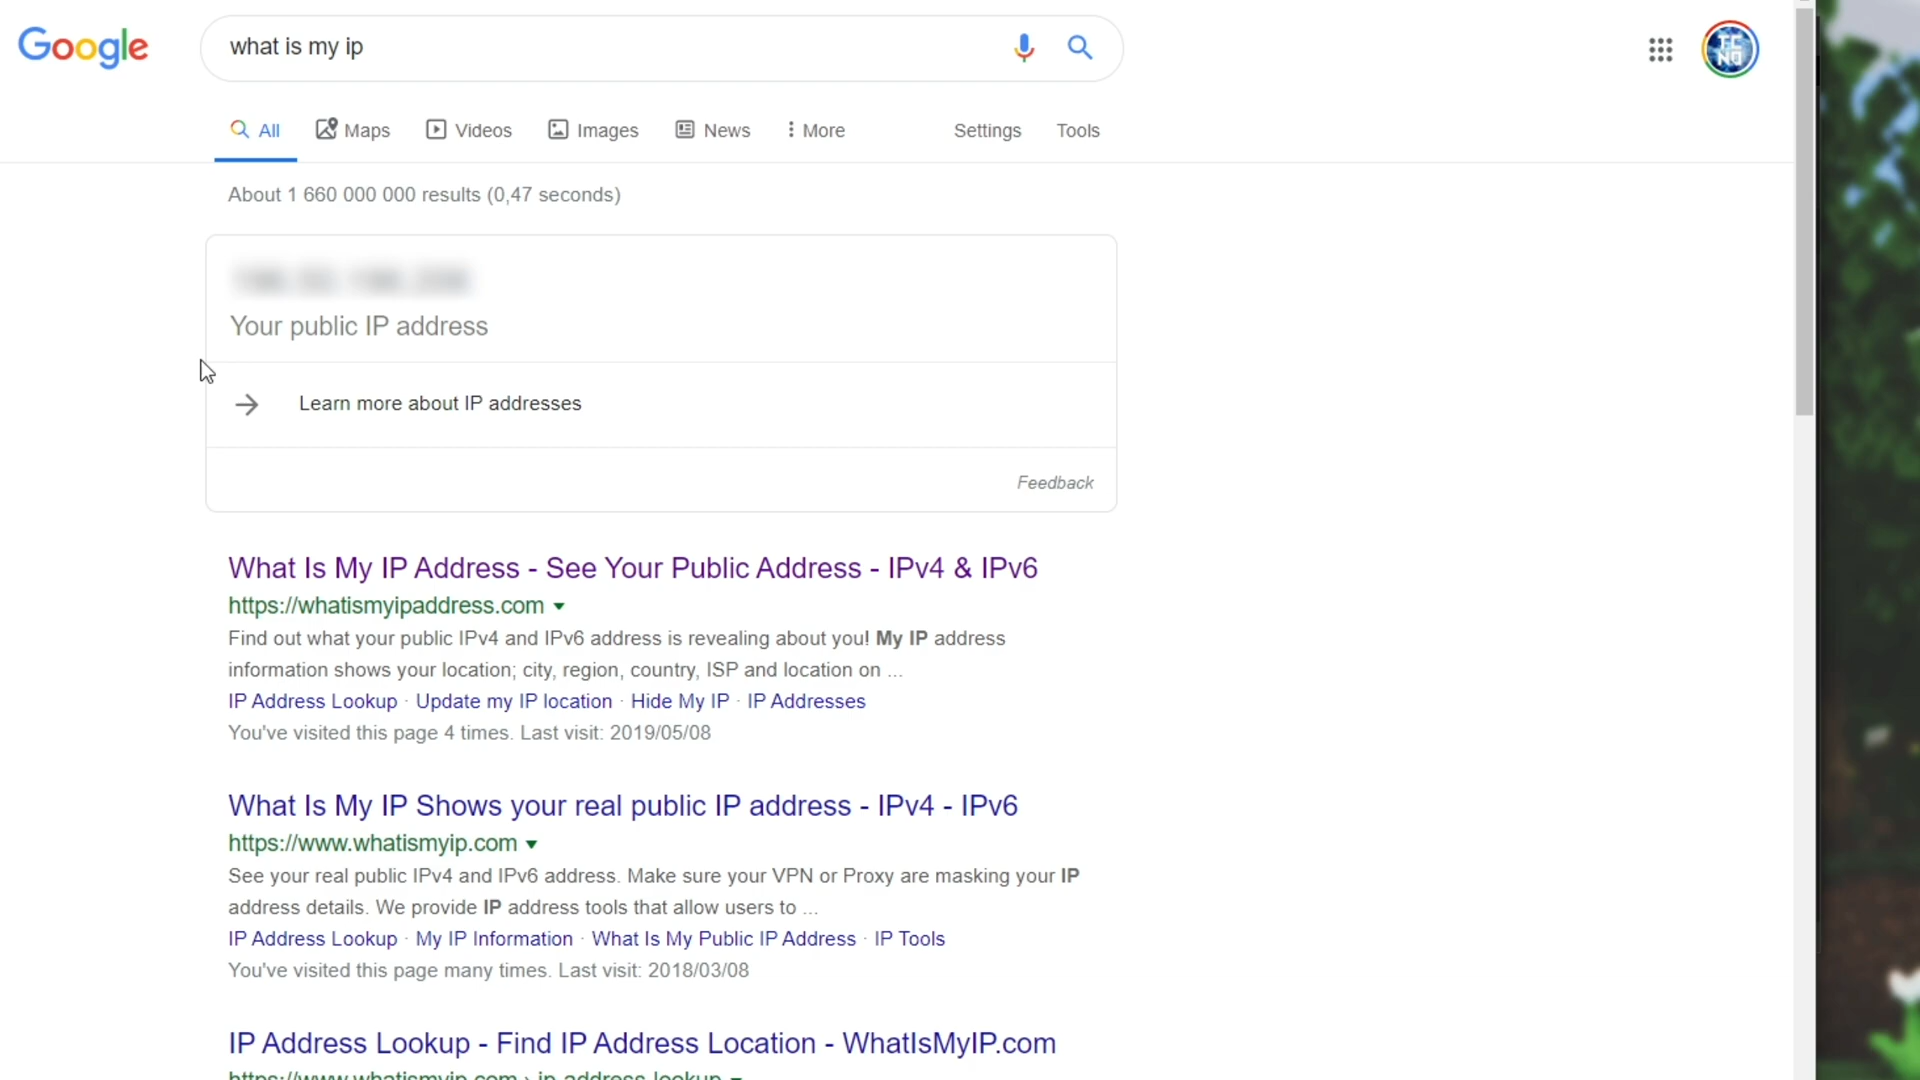 Google
what is my ip
TC
NO
All Maps Videos Images News More Settings Tools
About 1 660 000 000 results (0,47 seconds)
Your public IP address
Learn more about IP addresses
Feedback
What Is My IP Address - See Your Public Address - IPv4 & IPv6
https://whatismyipaddress.com
Find out what your public IPv4 and IPv6 address is revealing about you! My IP address
information shows your location; city, region, country, ISP and location on ...
IP Address Lookup · Update my IP location · Hide My IP · IP Addresses
You've visited this page 4 times. Last visit: 2019/05/08
What Is My IP Shows your real public IP address - IPv4 - IPv6
https://www.whatismyip.com
See your real public IPv4 and IPv6 address. Make sure your VPN or Proxy are masking your IP
address details. We provide IP address tools that allow users to ...
IP Address Lookup · My IP Information · What Is My Public IP Address · IP Tools
You've visited this page many times. Last visit: 2018/03/08
IP Address Lookup - Find IP Address Location - WhatIsMyIP.com
https://www.whatismyip.com › ip-address-lookup